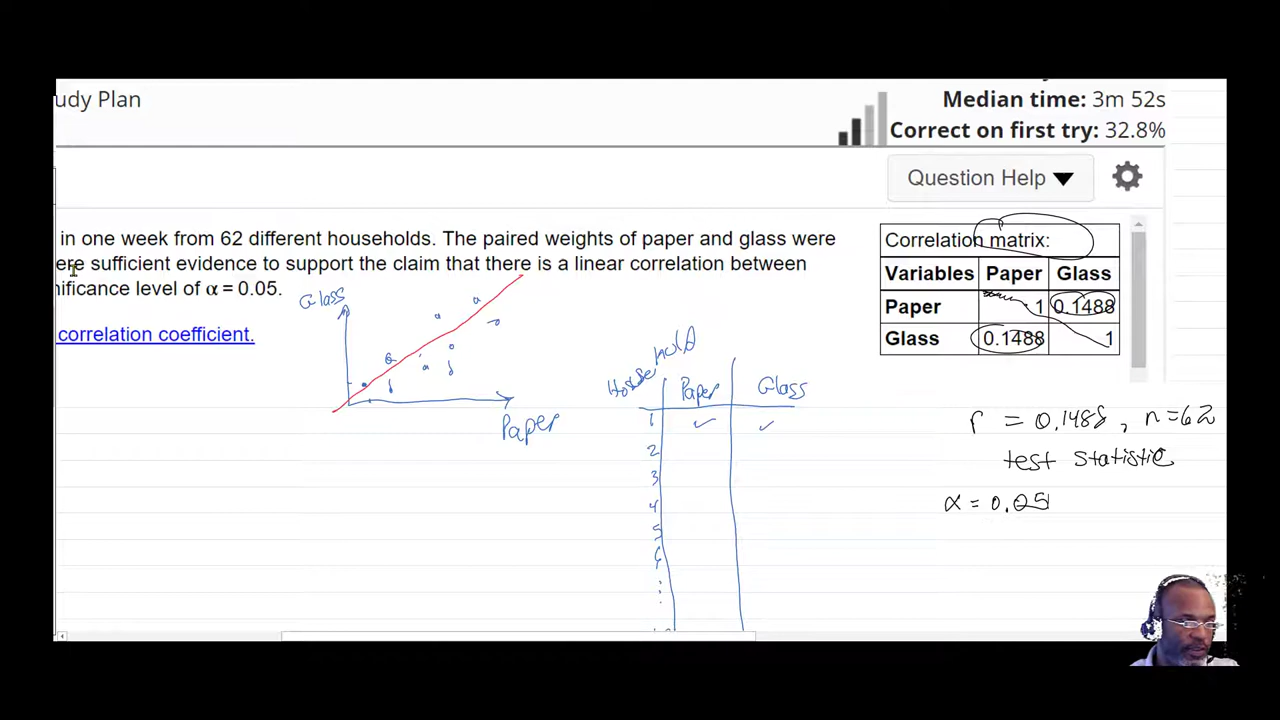 udy Plan
Median time: 3m 52s
Correct on first try: 32.8%
Question Help
in one week from 62 different households. The paired weights of paper and glass were
ere sufficient evidence to support the claim that there is a linear correlation between
nificance level of α = 0.05.
correlation coefficient.
Correlation matrix:
Variables Paper Glass
Paper 1 0.1488
Glass 0.1488 1
Glass
Paper
Household Paper Glass
1 ✓ ✓
2
3
4
5
6
r = 0.1488, n=62
test statistic
α = 0.05